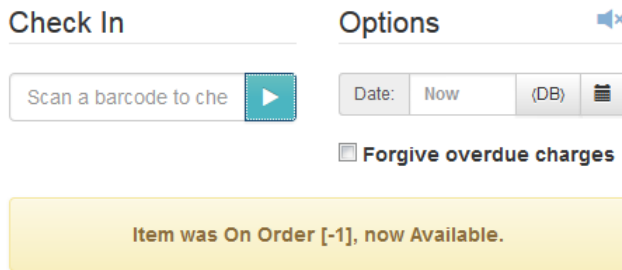 Check In
Options
Scan a barcode to che
Date: Now (DB)
Forgive overdue charges
Item was On Order [-1], now Available.